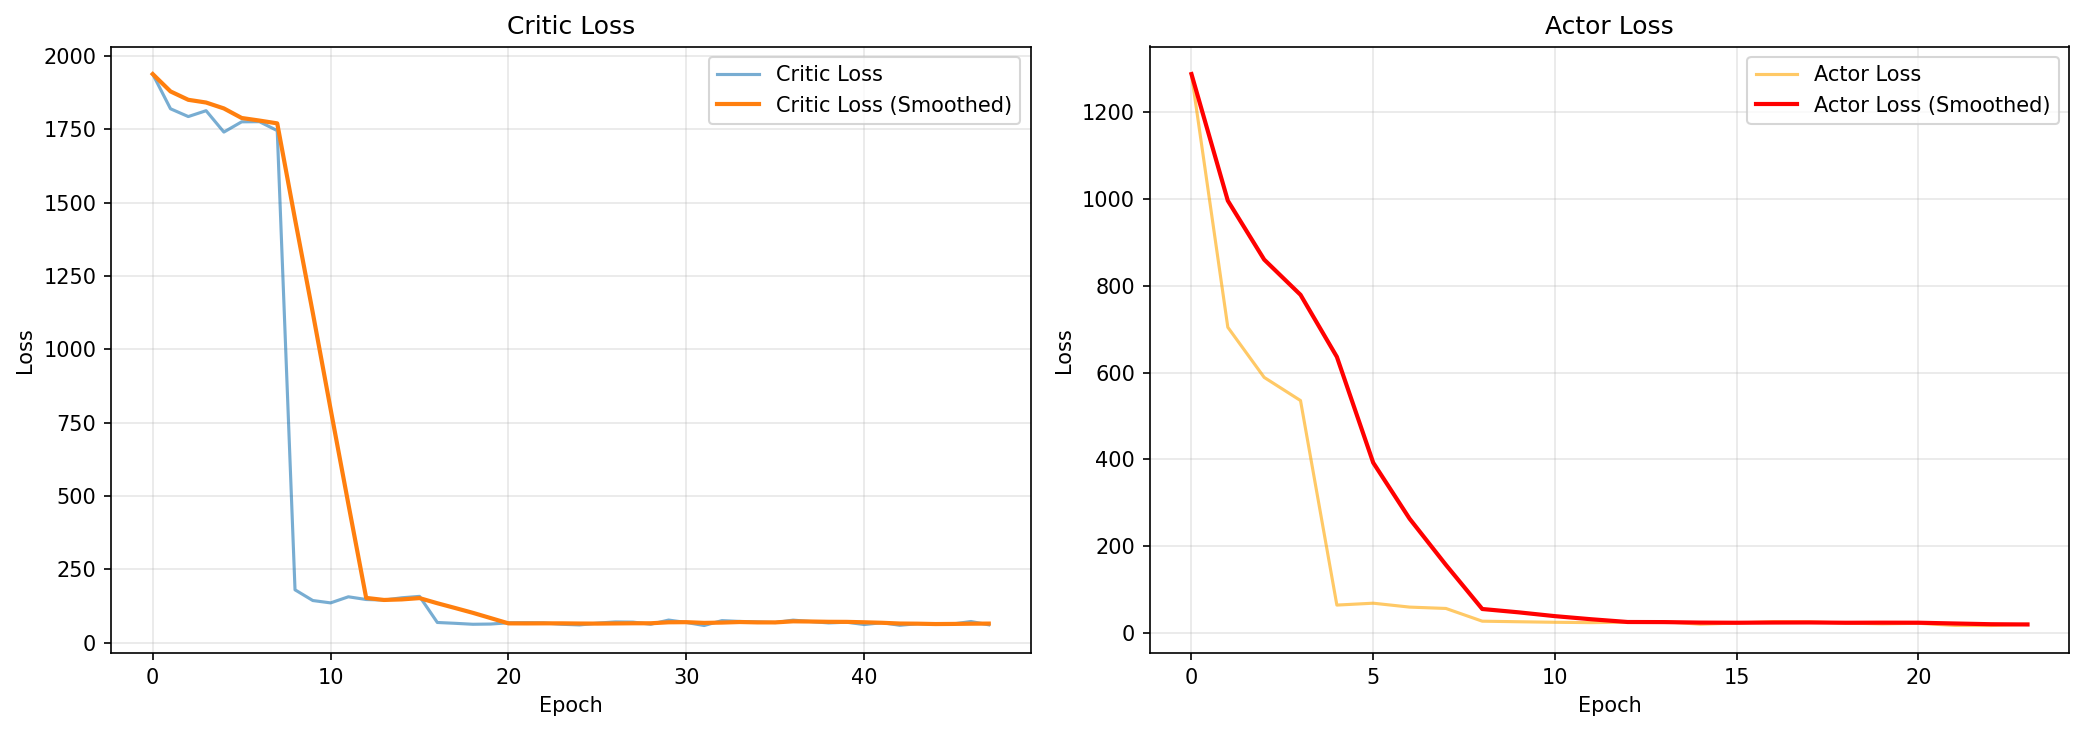 Critic Loss
Critic Loss
Critic Loss (Smoothed)
2000
1750
1500
1250
1000
750
500
250
0
Loss
0 10 20 30 40
Epoch
Actor Loss
Actor Loss
Actor Loss (Smoothed)
1200
1000
800
600
400
200
0
Loss
0 5 10 15 20
Epoch